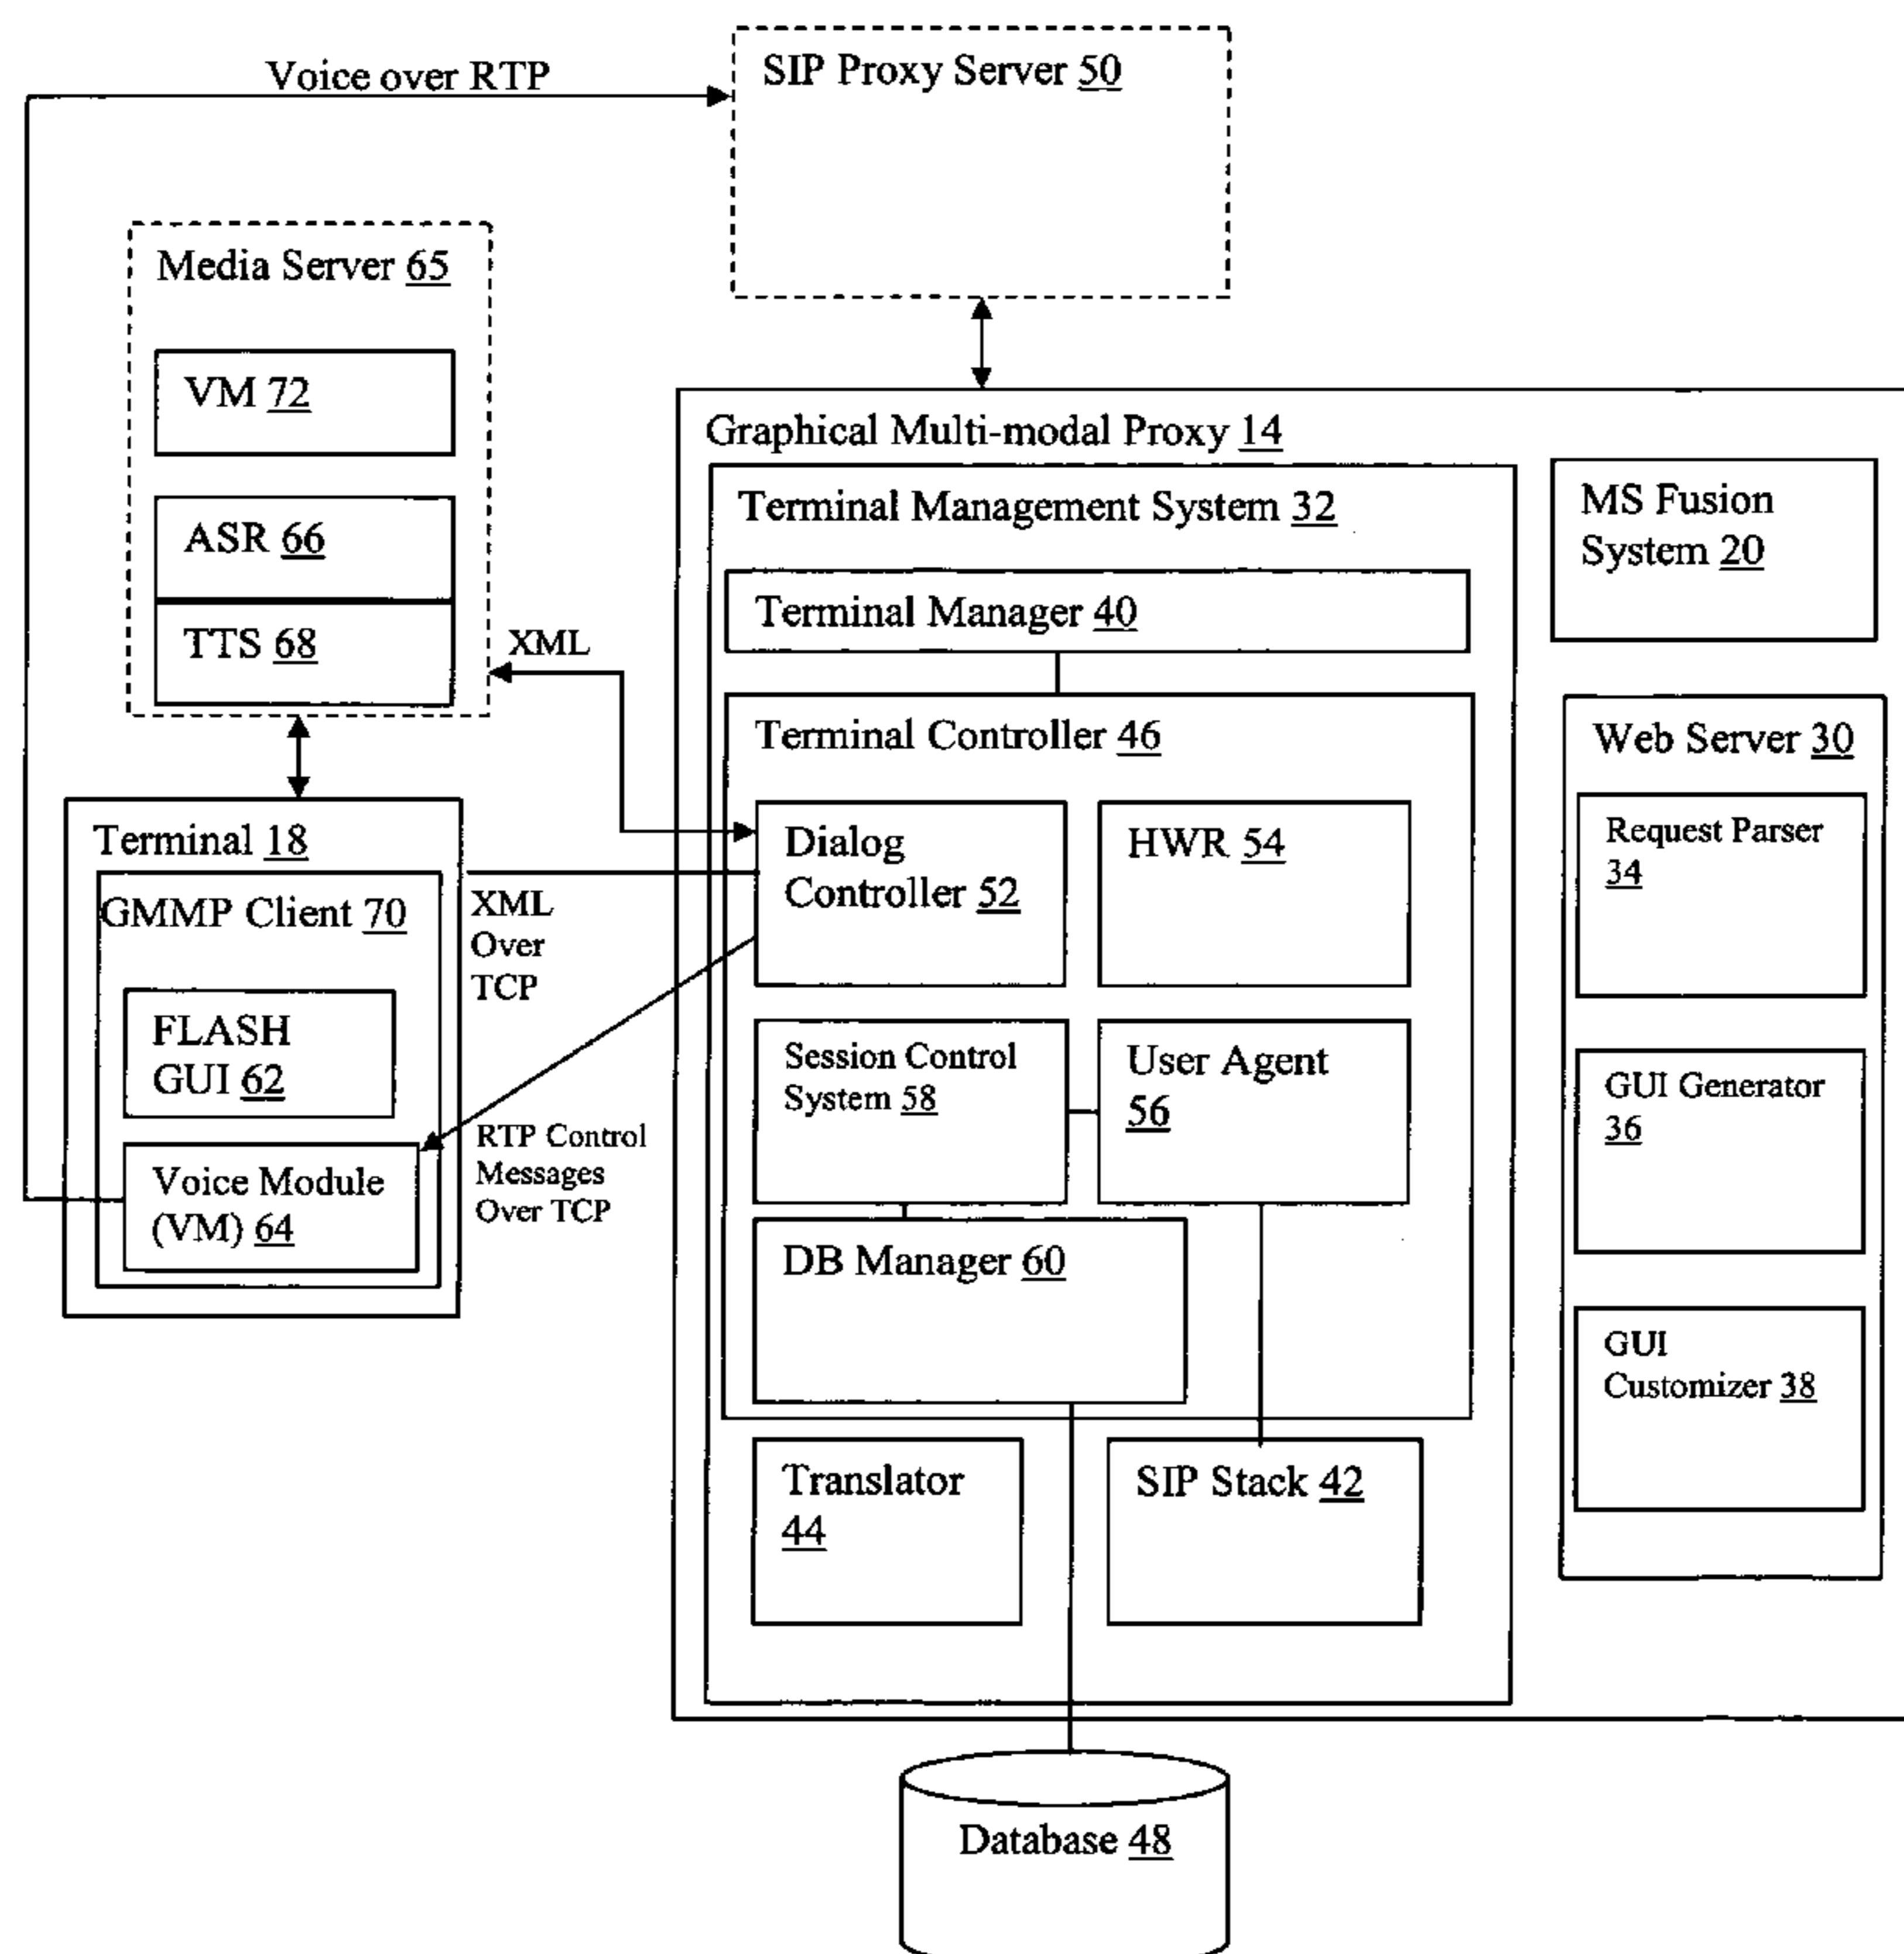 Voice over RTP
SIP Proxy Server 50
Media Server 65
VM 72
ASR 66
TTS 68
XML
Graphical Multi-modal Proxy 14
Terminal Management System 32
Terminal Manager 40
Terminal Controller 46
Dialog
Controller 52
HWR 54
Session Control
System 58
User Agent
56
DB Manager 60
Translator
44
SIP Stack 42
MS Fusion
System 20
Web Server 30
Request Parser
34
GUI Generator
36
GUI
Customizer 38
Terminal 18
GMMP Client 70
FLASH
GUI 62
Voice Module
(VM) 64
XML
Over
TCP
RTP Control
Messages
Over TCP
Database 48